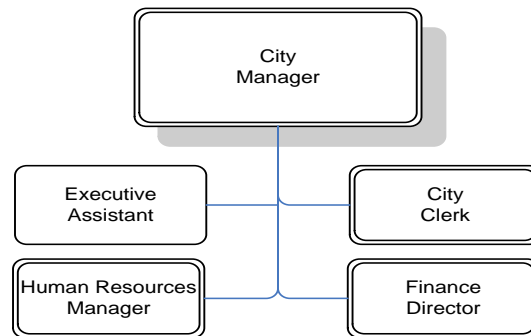 City
Manager
Executive
Assistant
City
Clerk
Human Resources
Manager
Finance
Director